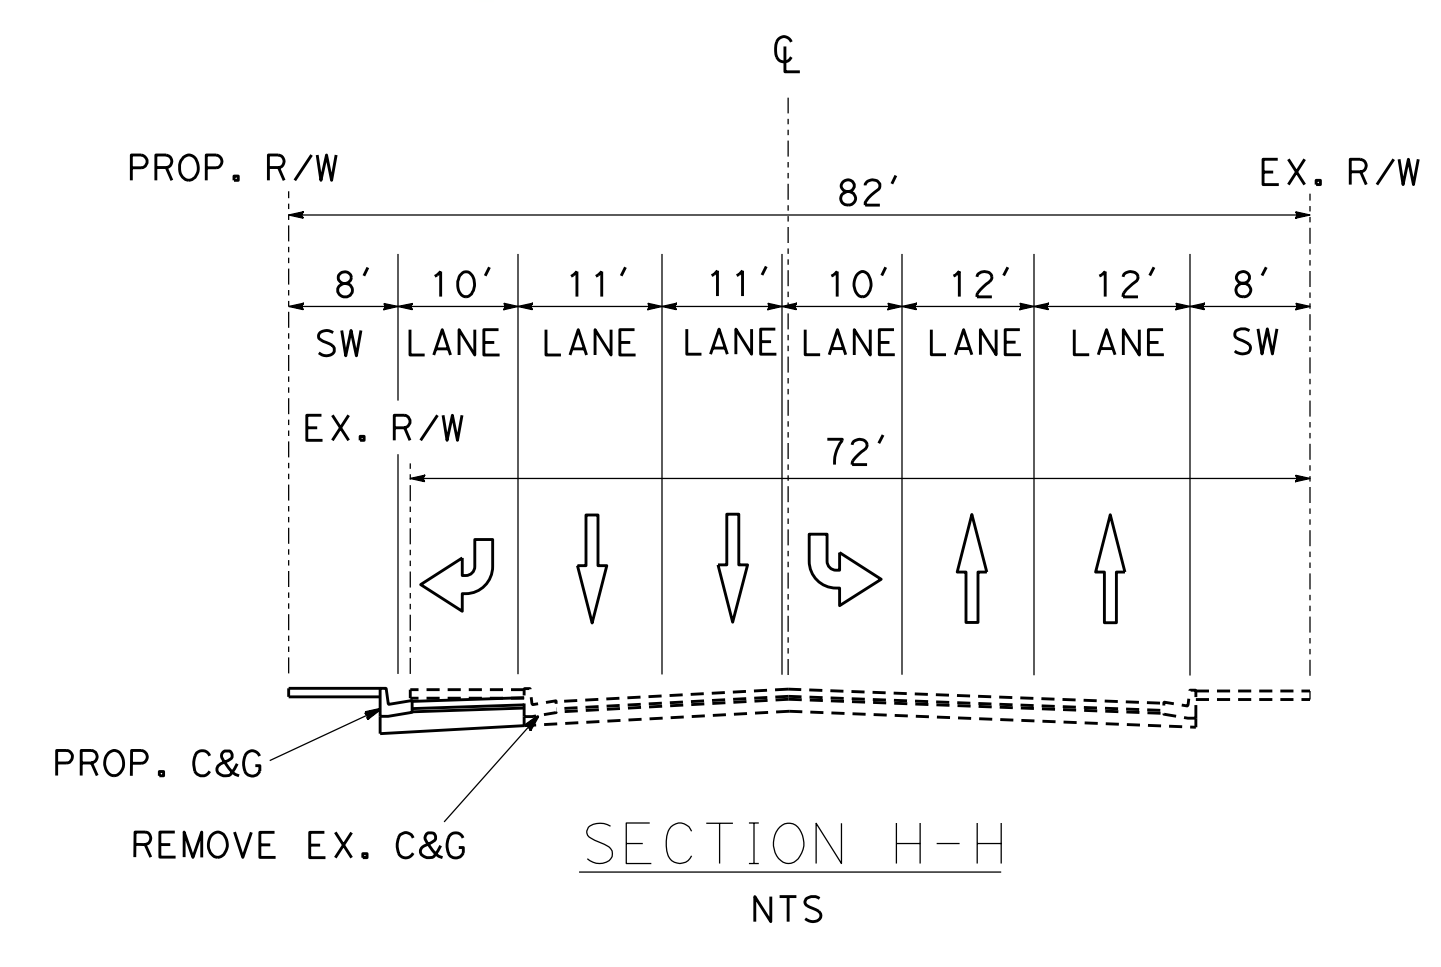 ℄
PROP. R/W
EX. R/W
82'
8' 10' 11' 11' 10' 12' 12' 8'
SW LANE LANE LANE LANE LANE LANE SW
EX. R/W
72'
PROP. C&G
REMOVE EX. C&G
SECTION H-H
NTS